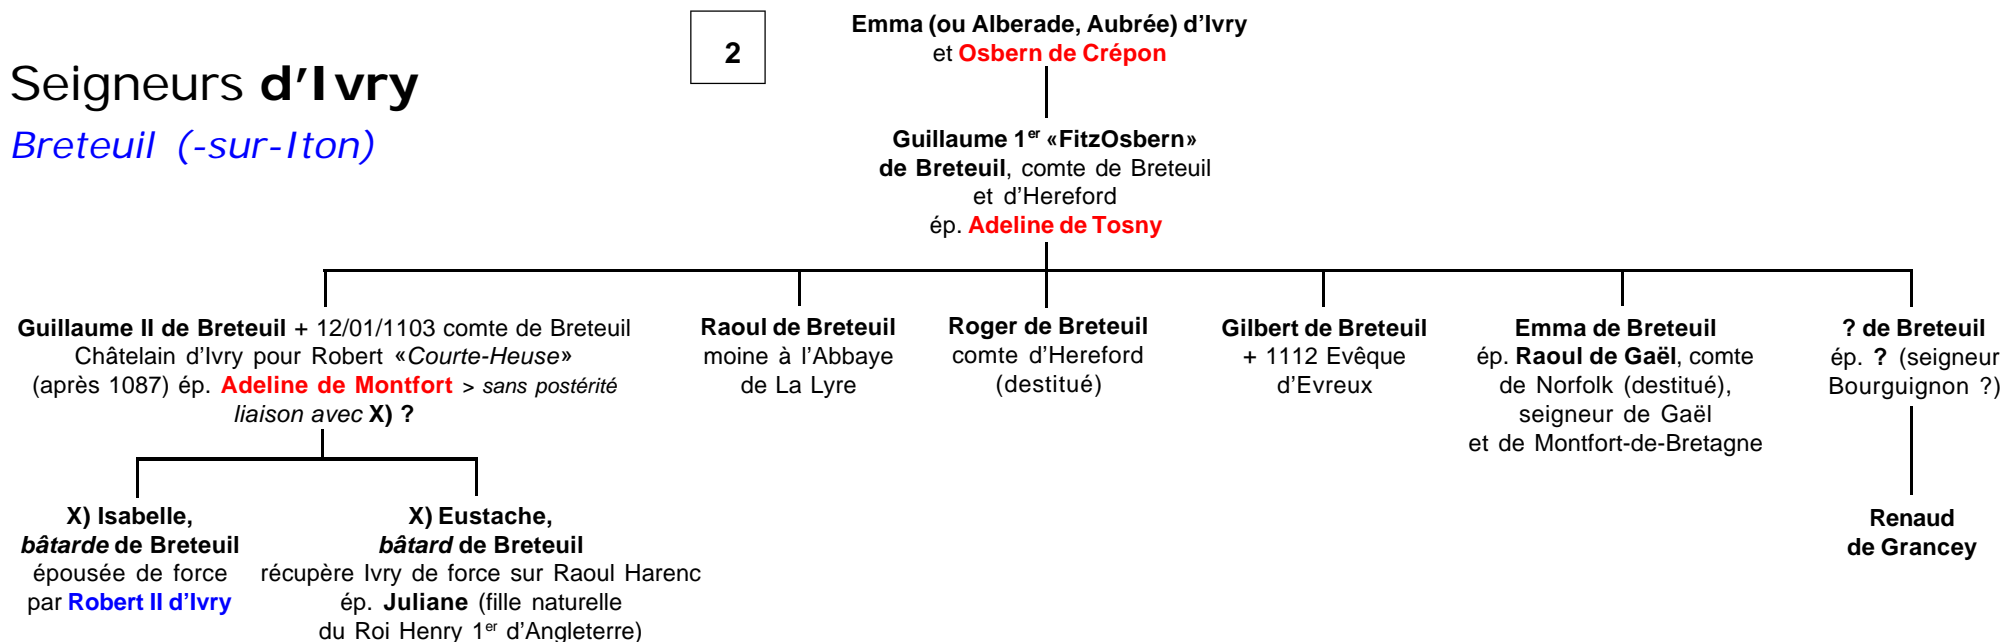 Seigneurs d'Ivry
Breteuil (-sur-Iton)
2
Emma (ou Alberade, Aubrée) d'Ivry
et Osbern de Crépon
Guillaume 1er «FitzOsbern»
de Breteuil, comte de Breteuil
et d'Hereford
ép. Adeline de Tosny
Guillaume II de Breteuil + 12/01/1103 comte de Breteuil
Châtelain d'Ivry pour Robert «Courte-Heuse»
(après 1087) ép. Adeline de Montfort > sans postérité
liaison avec X) ?
Raoul de Breteuil
moine à l'Abbaye
de La Lyre
Roger de Breteuil
comte d'Hereford
(destitué)
Gilbert de Breteuil
+ 1112 Evêque
d'Evreux
Emma de Breteuil
ép. Raoul de Gaël, comte
de Norfolk (destitué),
seigneur de Gaël
et de Montfort-de-Bretagne
? de Breteuil
ép. ? (seigneur
Bourguignon ?)
X) Isabelle,
bâtarde de Breteuil
épousée de force
par Robert II d'Ivry
X) Eustache,
bâtard de Breteuil
récupère Ivry de force sur Raoul Harenc
ép. Juliane (fille naturelle
du Roi Henry 1er d'Angleterre)
Renaud
de Grancey